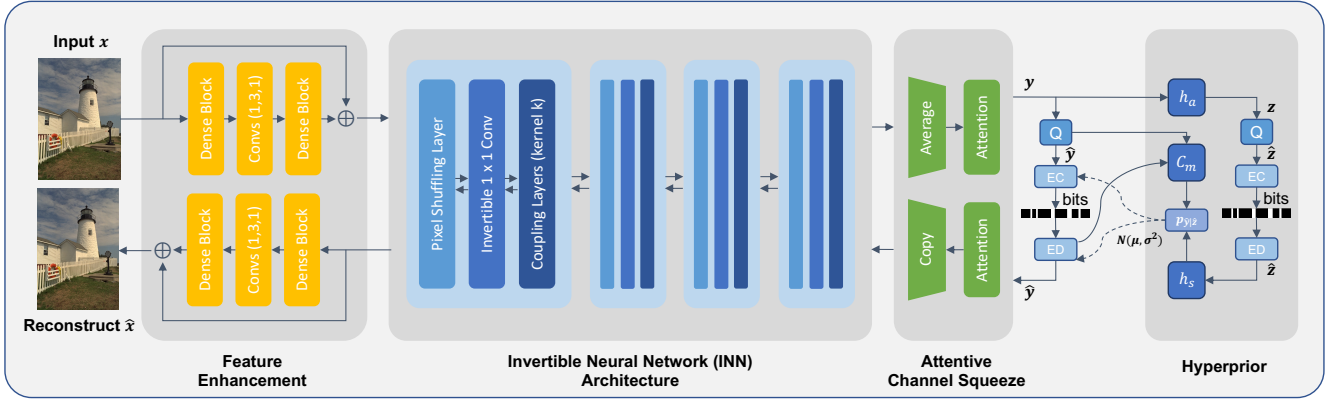 Input x
Dense Block
Convs (1,3,1)
Dense Block
Dense Block
Convs (1,3,1)
Dense Block
Reconstruct x̂
Feature
Enhancement
Pixel Shuffling Layer
Invertible 1 x 1 Conv
Coupling Layers (kernel k)
Invertible Neural Network (INN)
Architecture
Average
Attention
Copy
Attention
Attentive
Channel Squeeze
y
Q
ŷ
EC
bits
ED
ŷ
N(μ, σ²)
h_a
z
Q
ẑ
C_m
EC
bits
p_ŷ|ẑ
ED
ẑ
h_s
Hyperprior